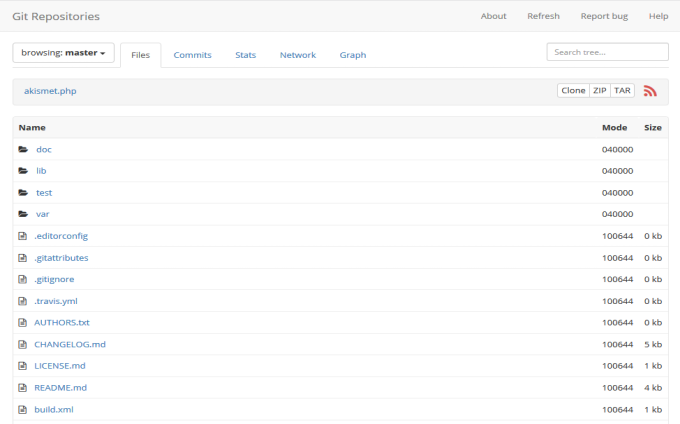 Git Repositories About Refresh Report bug Help
browsing: master Files Commits Stats Network Graph Search tree...
akismet.php Clone ZIP TAR
Name Mode Size
doc 040000
lib 040000
test 040000
var 040000
.editorconfig 100644 0 kb
.gitattributes 100644 0 kb
.gitignore 100644 0 kb
.travis.yml 100644 0 kb
AUTHORS.txt 100644 0 kb
CHANGELOG.md 100644 5 kb
LICENSE.md 100644 1 kb
README.md 100644 4 kb
build.xml 100644 1 kb